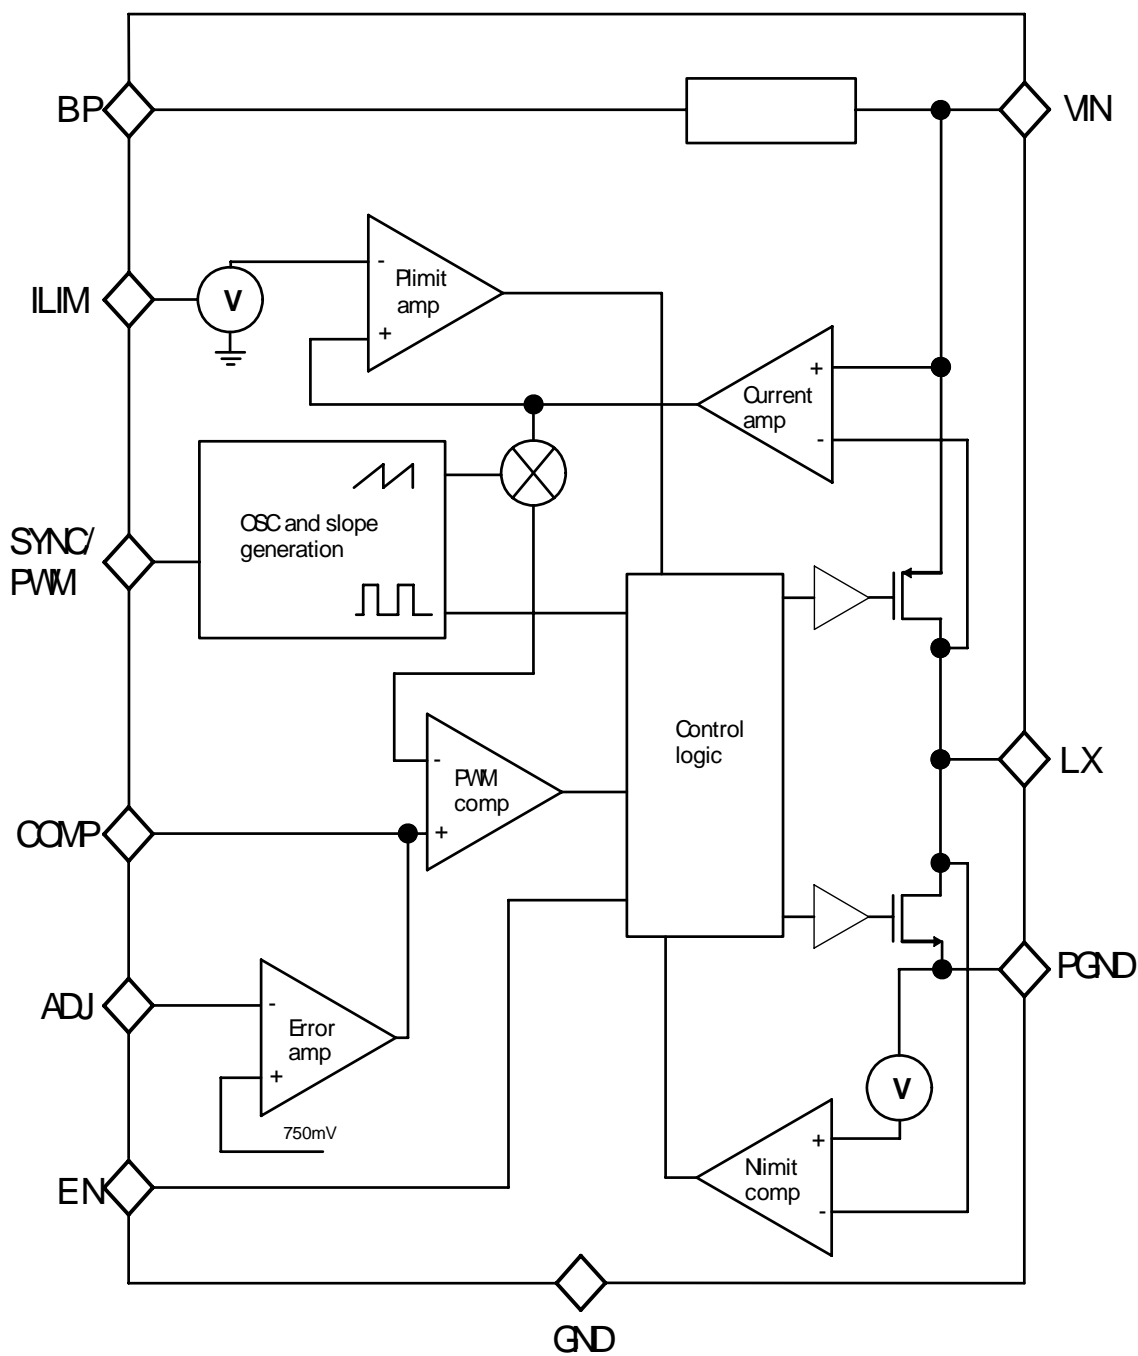 BP
VIN
ILIM
V
-
Plimit
amp
+
+
Current
amp
-
SYNC/
PWM
OSC and slope
generation
Control
logic
LX
-
PWM
comp
+
COMP
ADJ
-
Error
amp
+
750mV
PGND
V
+
Nlimit
comp
-
EN
GND